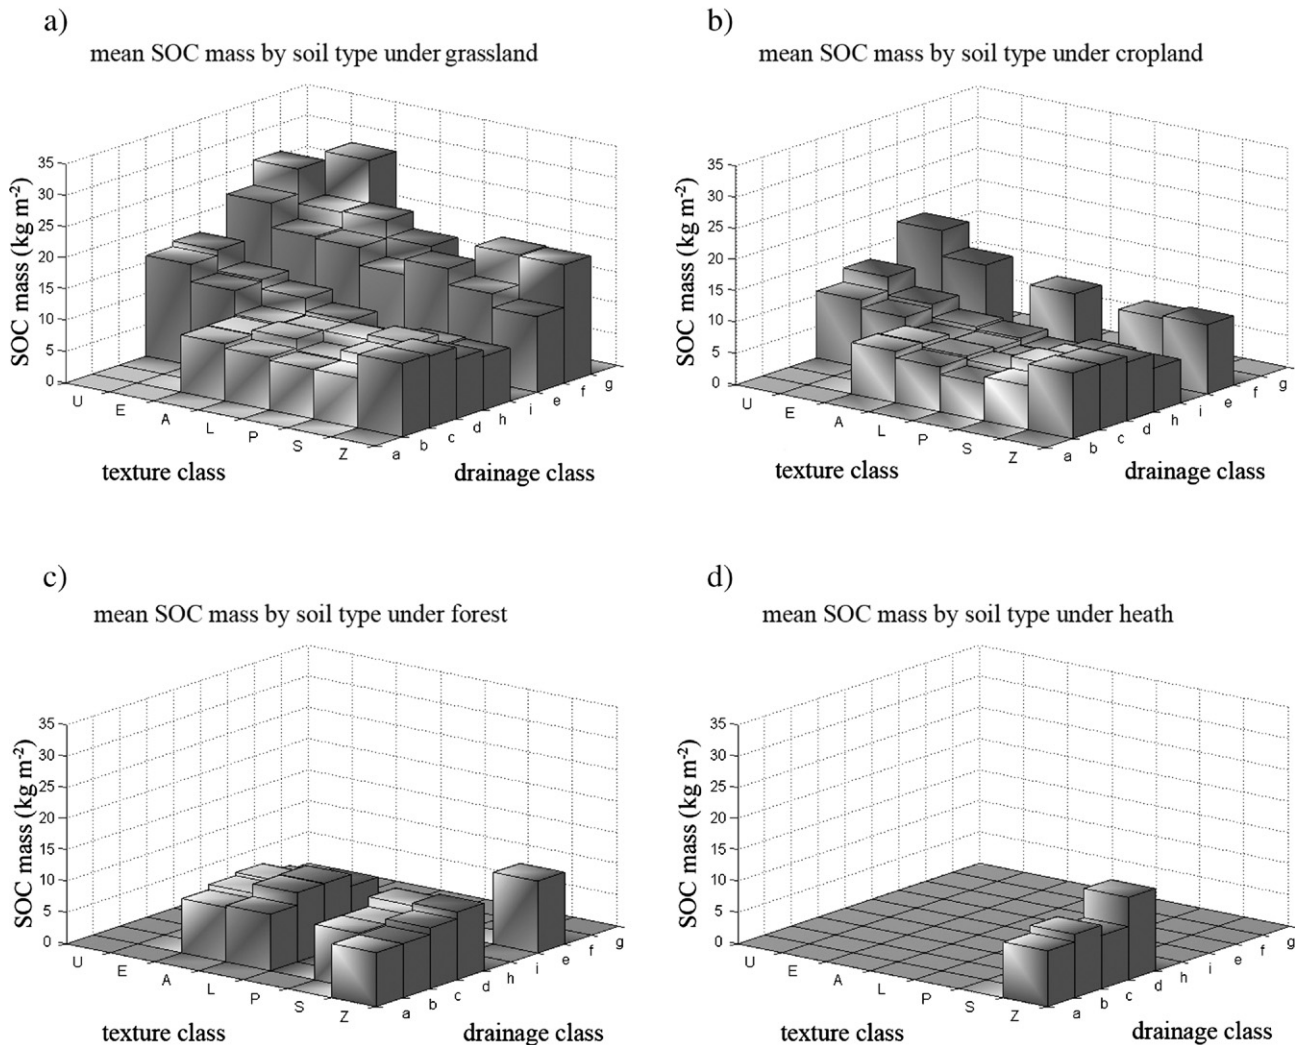 a)
mean SOC mass by soil type under grassland
SOC mass (kg m-2)
35
30
25
20
15
10
5
0
U E A L P S Z
a b c d h i e f g
texture class
drainage class
b)
mean SOC mass by soil type under cropland
SOC mass (kg m-2)
35
30
25
20
15
10
5
0
U E A L P S Z
a b c d h i e f g
texture class
drainage class
c)
mean SOC mass by soil type under forest
SOC mass (kg m-2)
35
30
25
20
15
10
5
0
U E A L P S Z
a b c d h i e f g
texture class
drainage class
d)
mean SOC mass by soil type under heath
SOC mass (kg m-2)
35
30
25
20
15
10
5
0
U E A L P S Z
a b c d h i e f g
texture class
drainage class